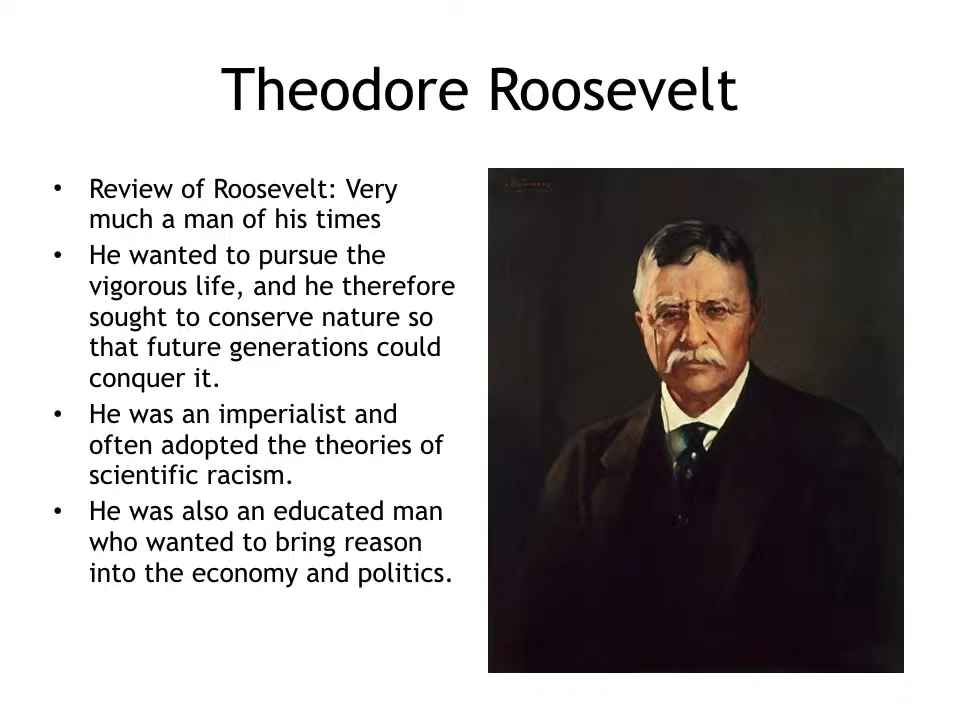 Theodore Roosevelt
• Review of Roosevelt: Very
much a man of his times
• He wanted to pursue the
vigorous life, and he therefore
sought to conserve nature so
that future generations could
conquer it.
• He was an imperialist and
often adopted the theories of
scientific racism.
• He was also an educated man
who wanted to bring reason
into the economy and politics.